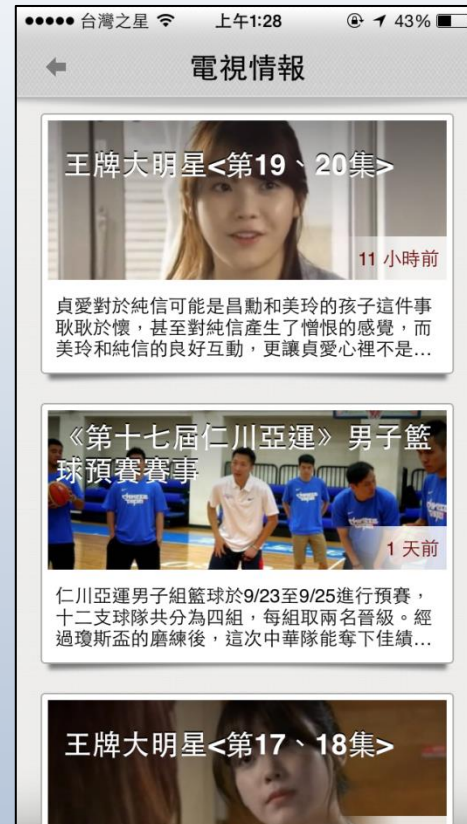 台灣之星 上午1:28 43%
電視情報
王牌大明星<第19、20集>
11 小時前
貞愛對於純信可能是昌勳和美玲的孩子這件事
耿耿於懷，甚至對純信產生了憎恨的感覺，而
美玲和純信的良好互動，更讓貞愛心裡不是…
《第十七屆仁川亞運》男子籃
球預賽賽事
1 天前
仁川亞運男子組籃球於9/23至9/25進行預賽，
十二支球隊共分為四組，每組取兩名晉級。經
過瓊斯盃的磨練後，這次中華隊能奪下佳績…
王牌大明星<第17、18集>